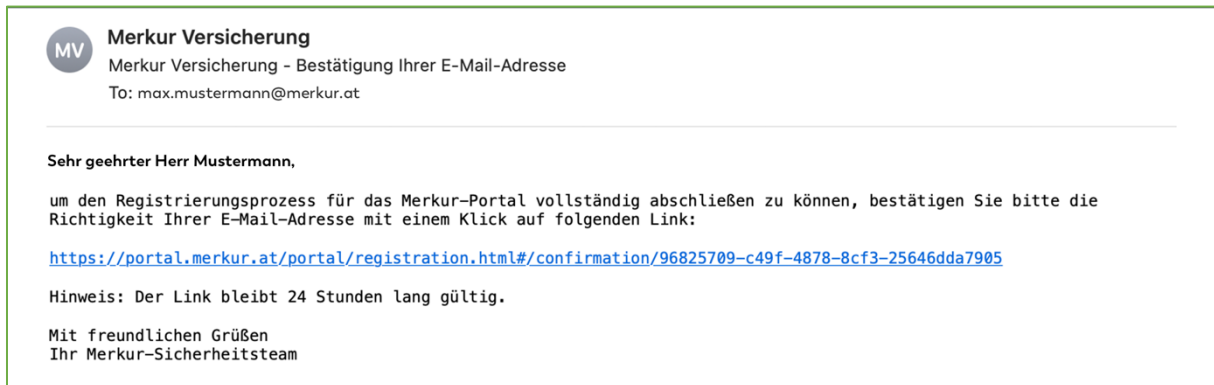 MV
Merkur Versicherung
Merkur Versicherung - Bestätigung Ihrer E-Mail-Adresse
To: max.mustermann@merkur.at
Sehr geehrter Herr Mustermann,
um den Registrierungsprozess für das Merkur-Portal vollständig abschließen zu können, bestätigen Sie bitte die
Richtigkeit Ihrer E-Mail-Adresse mit einem Klick auf folgenden Link:
https://portal.merkur.at/portal/registration.html#/confirmation/96825709-c49f-4878-8cf3-25646dda7905
Hinweis: Der Link bleibt 24 Stunden lang gültig.
Mit freundlichen Grüßen
Ihr Merkur-Sicherheitsteam